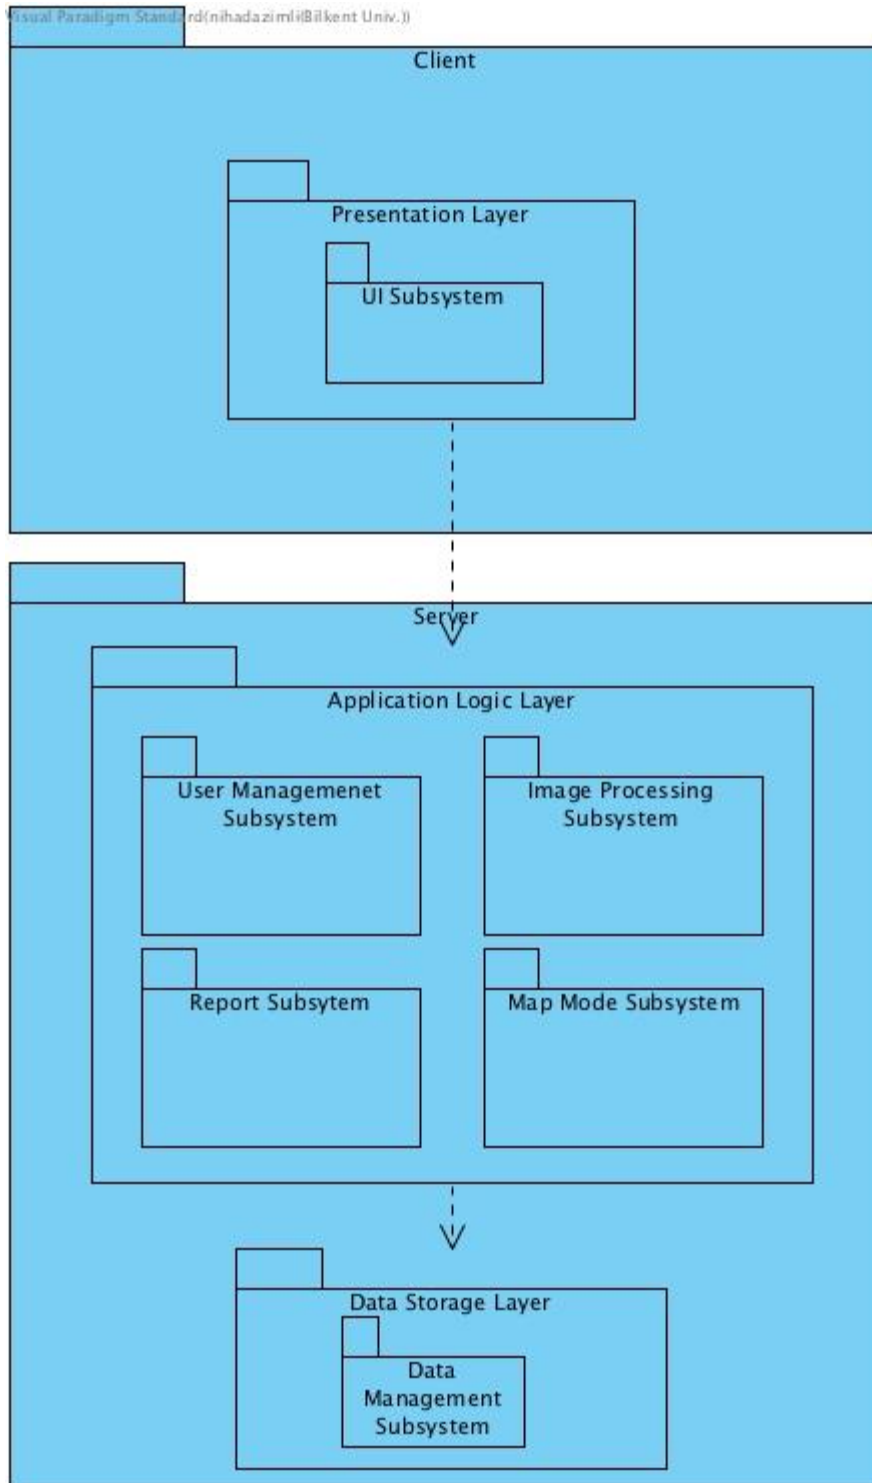 Visual Paradigm Standard(nihadazimli(Bilkent Univ.))
Client
Presentation Layer
UI Subsystem
Server
Application Logic Layer
User Managemenet
Subsystem
Image Processing
Subsystem
Report Subsytem
Map Mode Subsystem
Data Storage Layer
Data
Management
Subsystem